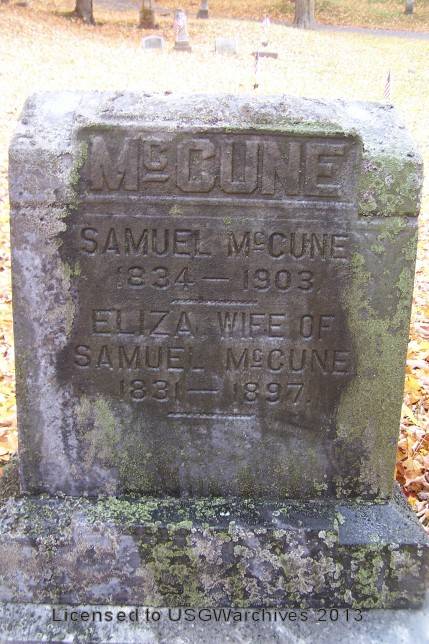 McCUNE
SAMUEL McCUNE
1834 — 1903
ELIZA, WIFE OF
SAMUEL McCUNE
1831 — 1897.
Licensed to USGWarchives 2013